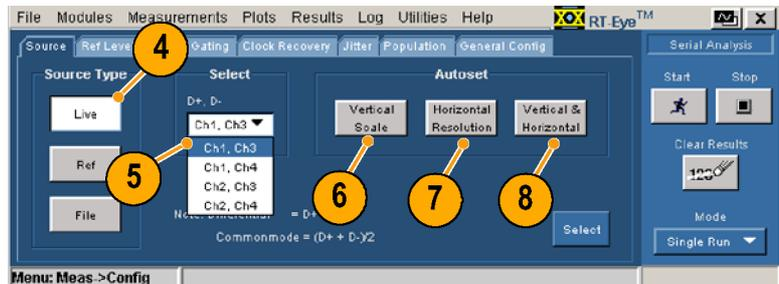 File Modules Measurements Plots Results Log Utilities Help RT-Eye™ X
Source Ref Leve 4 Gating Clock Recovery Jitter Population General Config Serial Analysis
Source Type Select Autoset Start Stop
D+, D-
Live Ch1, Ch3 Vertical Scale Horizontal Resolution Vertical & Horizontal
Clear Results
5 Ch1, Ch3
Ref Ch1, Ch4
Ch2, Ch3 6 7 8
File Ch2, Ch4 Mode
Note: Differential = D+
Commonmode = (D+ + D-)/2 Select Single Run
Menu: Meas->Config